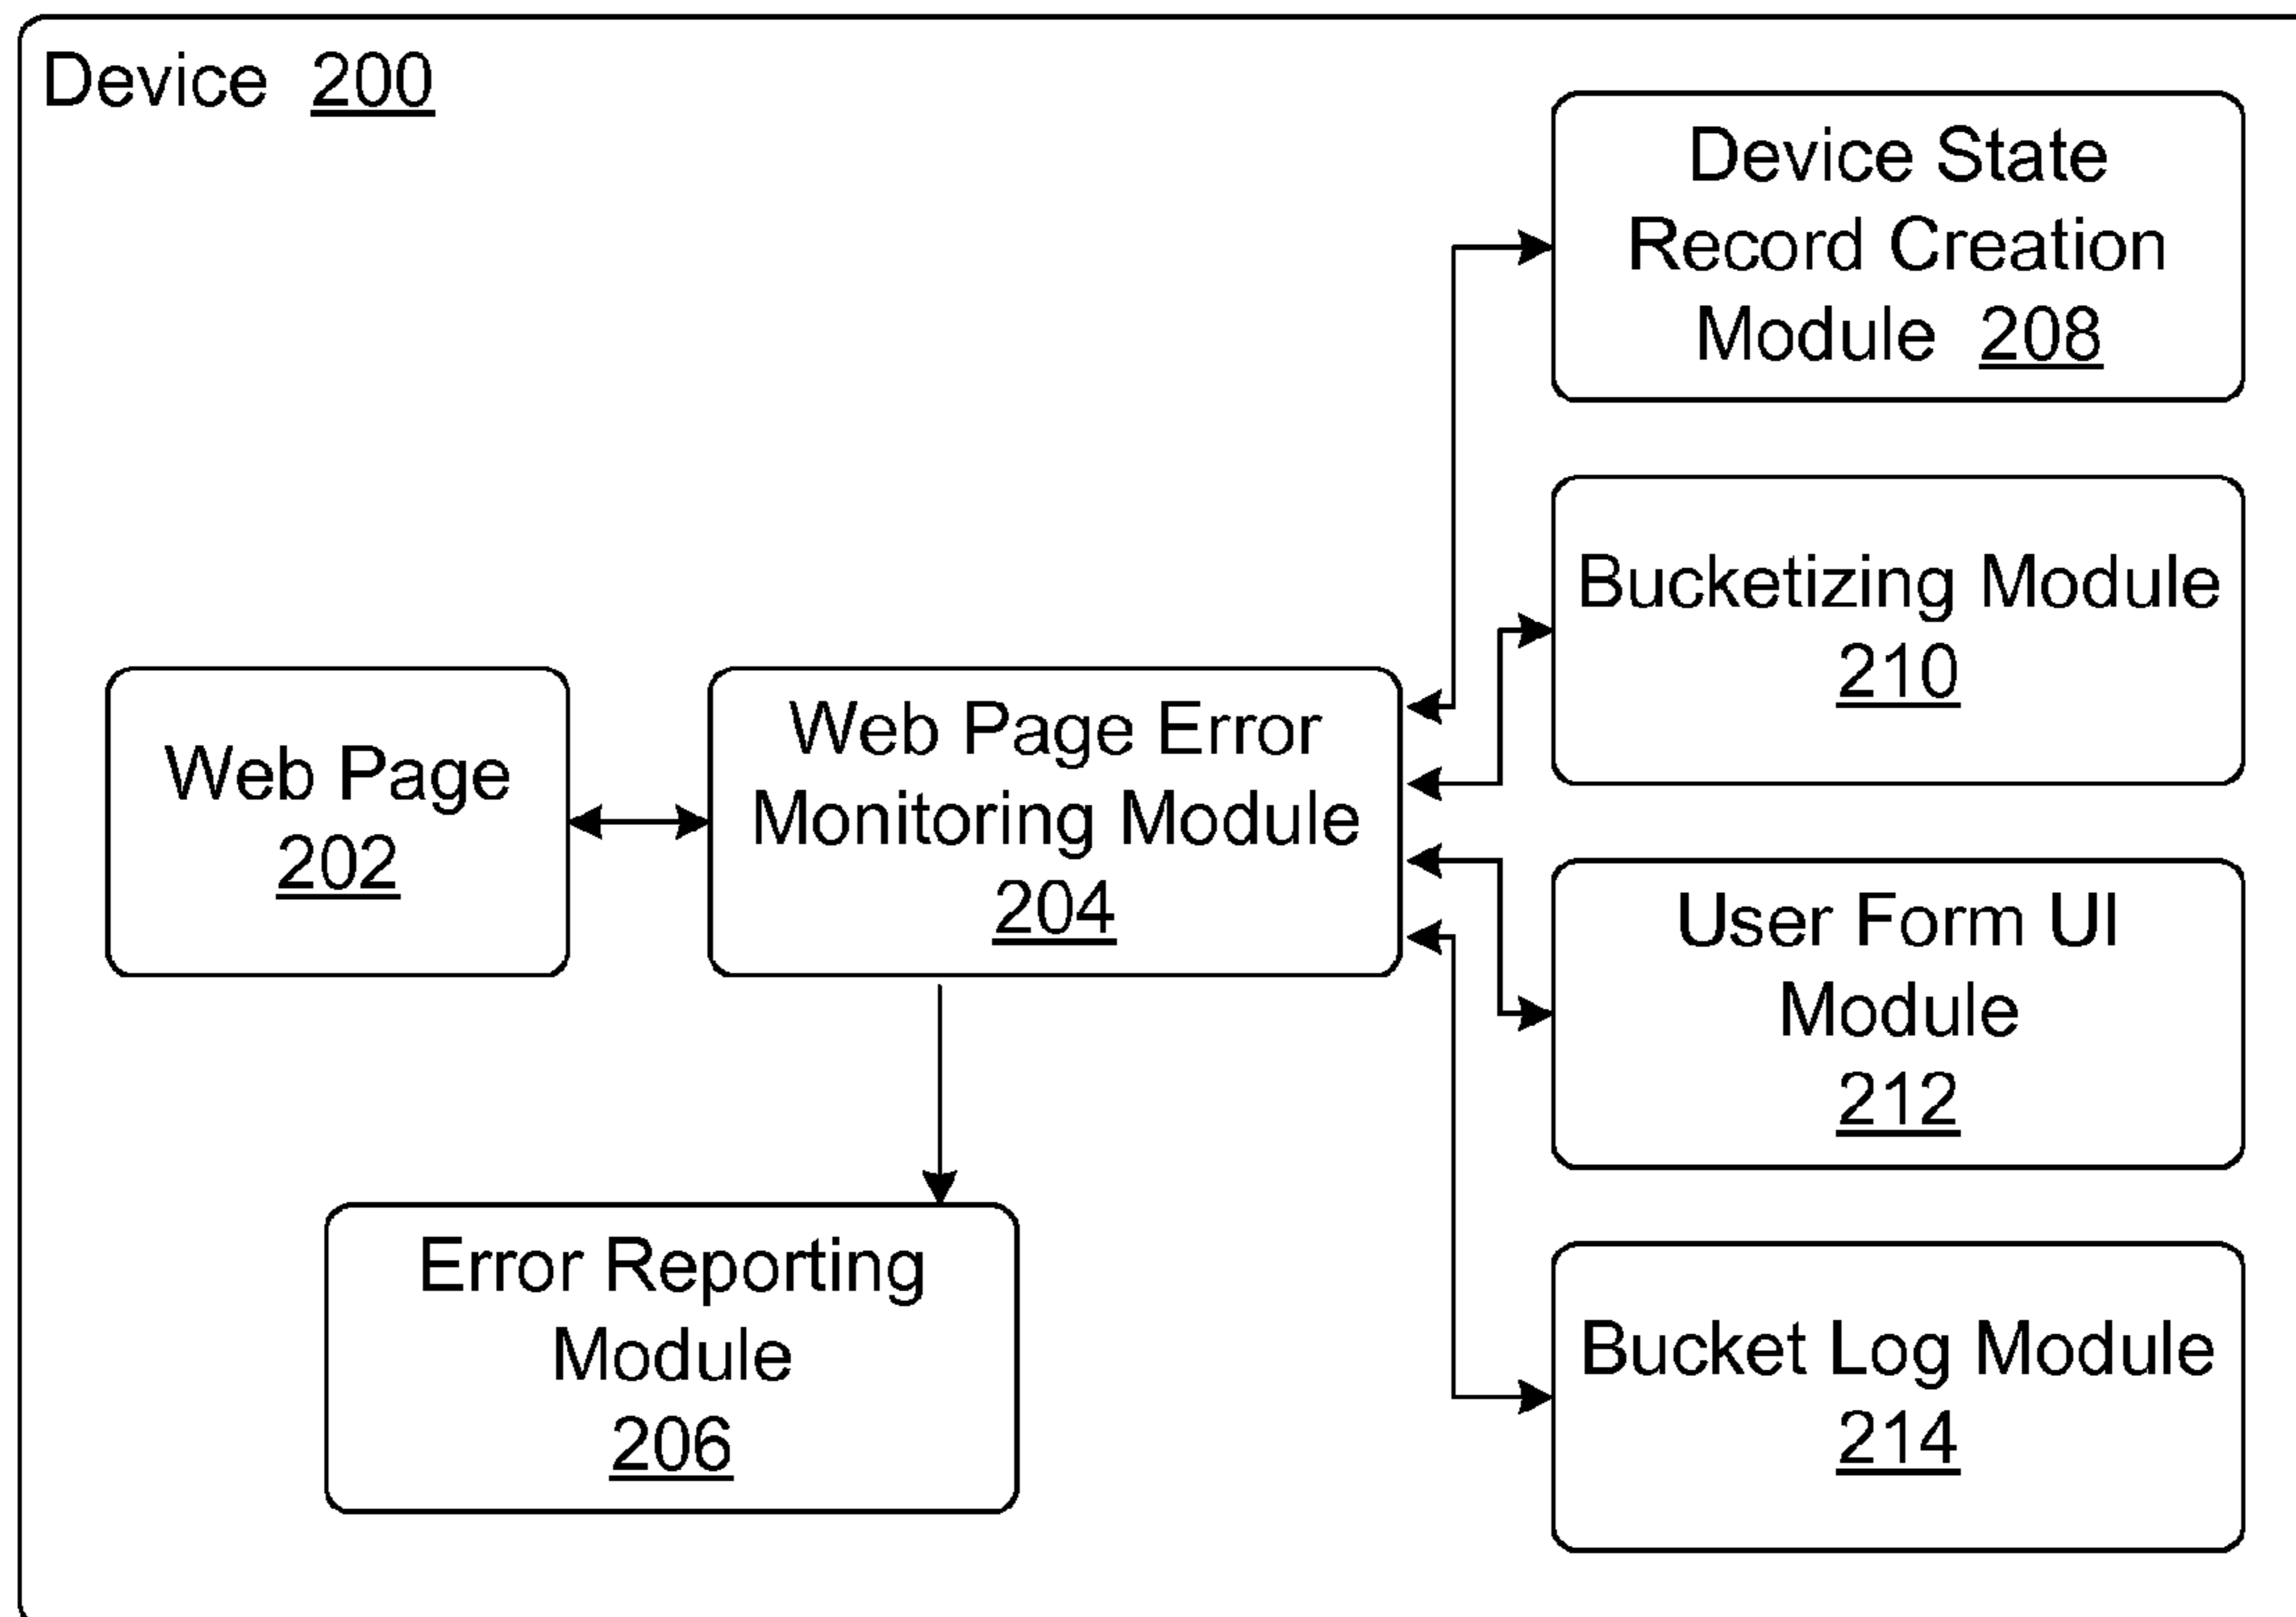 Device 200
Device State
Record Creation
Module 208
Bucketizing Module
210
Web Page
202
Web Page Error
Monitoring Module
204
User Form UI
Module
212
Error Reporting
Module
206
Bucket Log Module
214